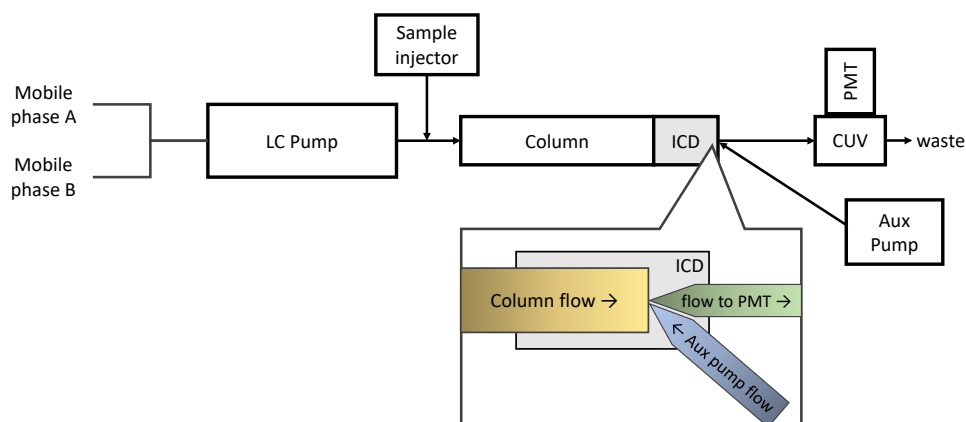 Sample
injector
Mobile
phase A
Mobile
phase B
LC Pump
Column
ICD
PMT
CUV
waste
Aux
Pump
ICD
Column flow →
flow to PMT →
← Aux pump flow